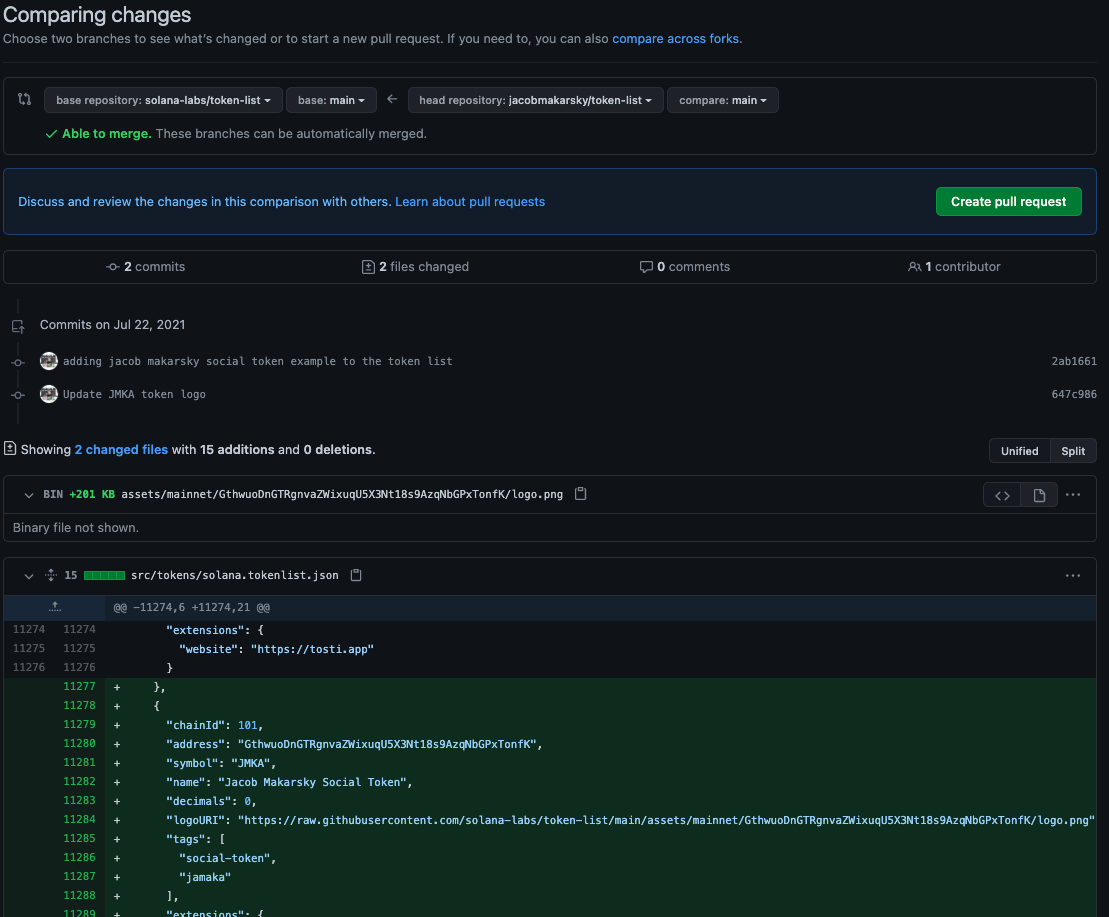 Comparing changes
Choose two branches to see what's changed or to start a new pull request. If you need to, you can also compare across forks.
base repository: solana-labs/token-list base: main ← head repository: jacobmakarsky/token-list compare: main
✓ Able to merge. These branches can be automatically merged.
Discuss and review the changes in this comparison with others. Learn about pull requests Create pull request
2 commits 2 files changed 0 comments 1 contributor
Commits on Jul 22, 2021
adding jacob makarsky social token example to the token list 2ab1661
Update JMKA token logo 647c986
Showing 2 changed files with 15 additions and 0 deletions. Unified Split
BIN +201 KB assets/mainnet/GthwuoDnGTRgnvaZWixuqU5X3Nt18s9AzqNbGPxTonfK/logo.png <> ...
Binary file not shown.
15 src/tokens/solana.tokenlist.json ...
@@ -11274,6 +11274,21 @@
11274 11274 "extensions": {
11275 11275 "website": "https://tosti.app"
11276 11276 }
11277 + },
11278 + {
11279 + "chainId": 101,
11280 + "address": "GthwuoDnGTRgnvaZWixuqU5X3Nt18s9AzqNbGPxTonfK",
11281 + "symbol": "JMKA",
11282 + "name": "Jacob Makarsky Social Token",
11283 + "decimals": 0,
11284 + "logoURI": "https://raw.githubusercontent.com/solana-labs/token-list/main/assets/mainnet/GthwuoDnGTRgnvaZWixuqU5X3Nt18s9AzqNbGPxTonfK/logo.png"
11285 + "tags": [
11286 + "social-token",
11287 + "jamaka"
11288 + ],
11289 + "extensions": {